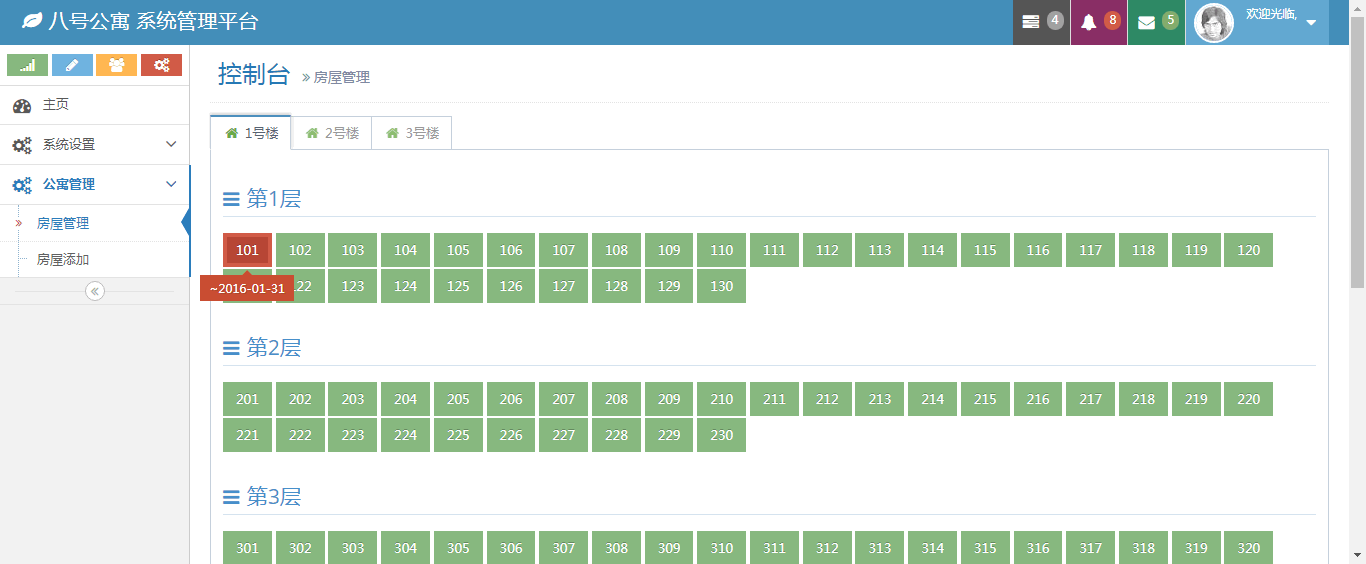 八号公寓 系统管理平台
4
8
5
欢迎光临,
主页
系统设置
公寓管理
房屋管理
房屋添加
控制台 » 房屋管理
1号楼 2号楼 3号楼
第1层
101 102 103 104 105 106 107 108 109 110 111 112 113 114 115 116 117 118 119 120
~2016-01-31
22 123 124 125 126 127 128 129 130
第2层
201 202 203 204 205 206 207 208 209 210 211 212 213 214 215 216 217 218 219 220
221 222 223 224 225 226 227 228 229 230
第3层
301 302 303 304 305 306 307 308 309 310 311 312 313 314 315 316 317 318 319 320